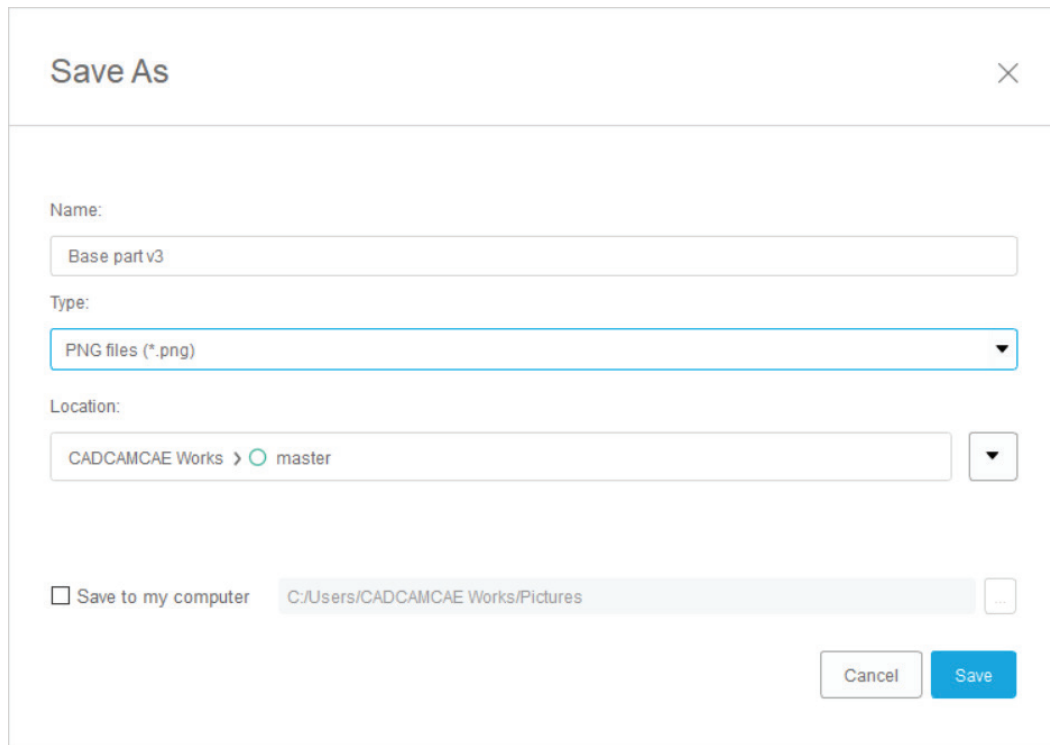 Save As
Name:
Base part v3
Type:
PNG files (*.png)
Location:
CADCAMCAE Works > master
Save to my computer C:/Users/CADCAMCAE Works/Pictures ...
Cancel Save